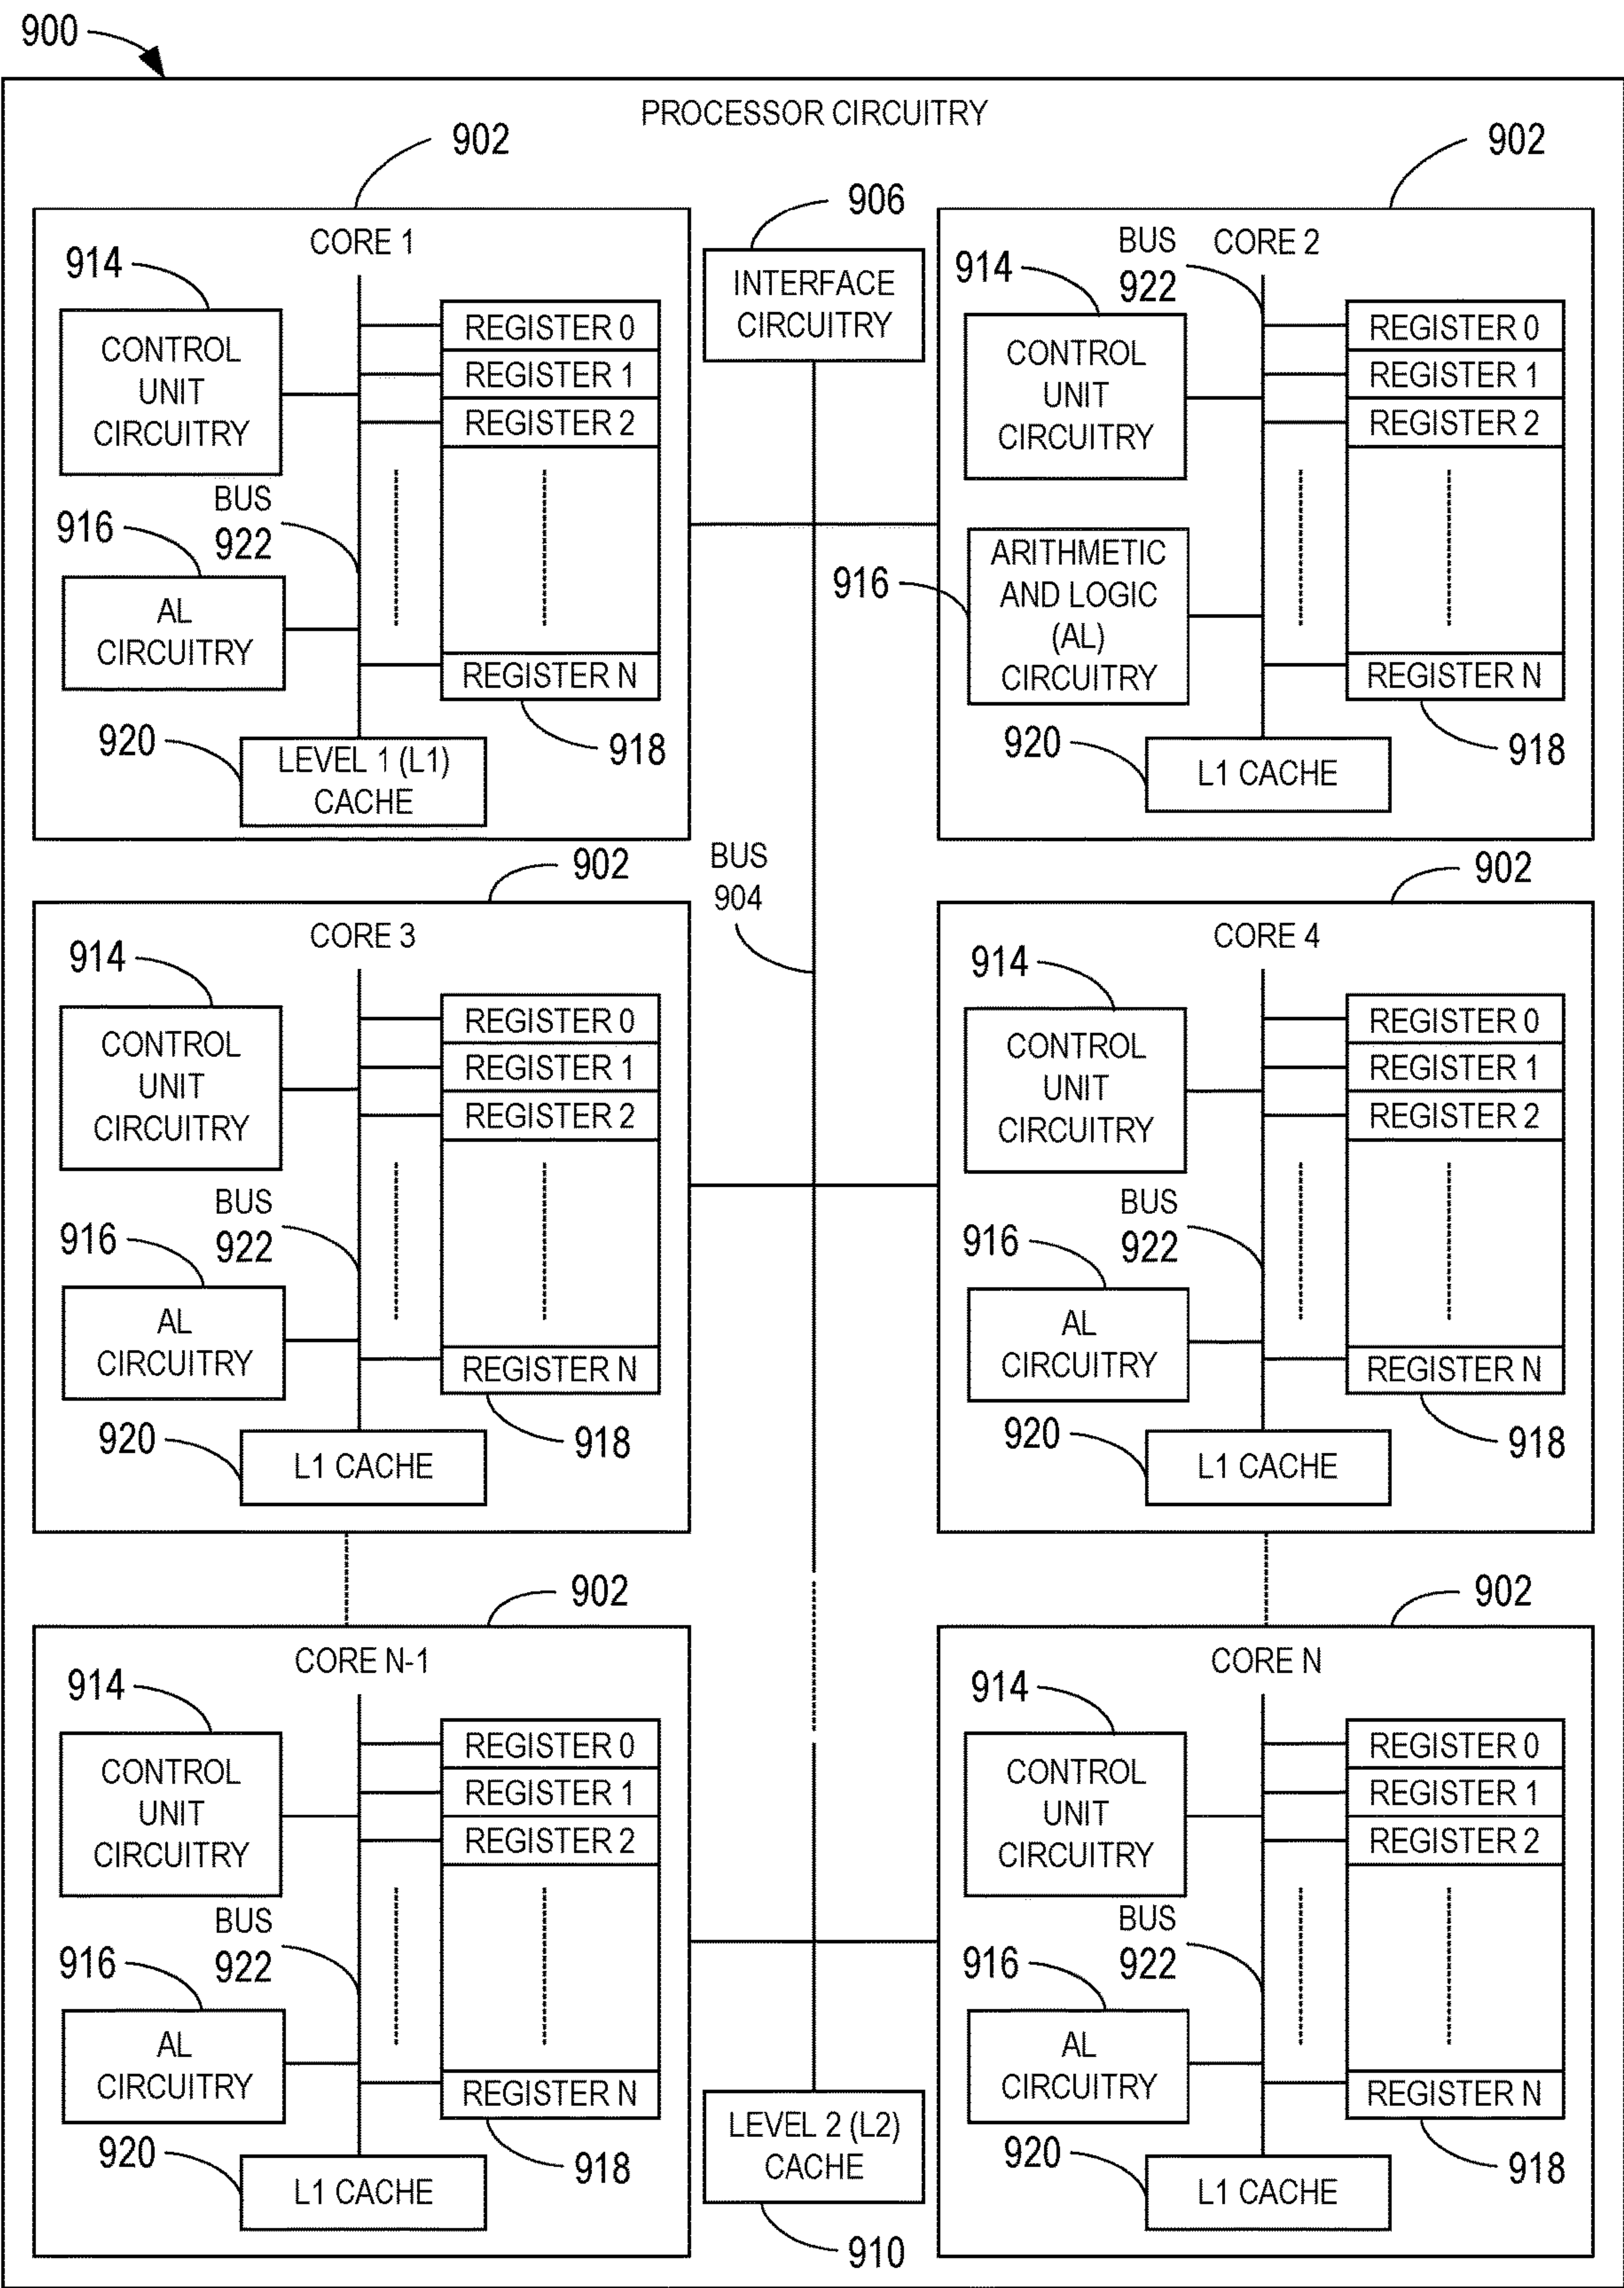 900
PROCESSOR CIRCUITRY
902
CORE 1
914
CONTROL
UNIT
CIRCUITRY
REGISTER 0
REGISTER 1
REGISTER 2
BUS
922
916
AL
CIRCUITRY
REGISTER N
918
920
LEVEL 1 (L1)
CACHE
906
INTERFACE
CIRCUITRY
902
BUS
922
CORE 2
914
CONTROL
UNIT
CIRCUITRY
REGISTER 0
REGISTER 1
REGISTER 2
916
ARITHMETIC
AND LOGIC
(AL)
CIRCUITRY
REGISTER N
918
920
L1 CACHE
BUS
904
902
CORE 3
914
CONTROL
UNIT
CIRCUITRY
REGISTER 0
REGISTER 1
REGISTER 2
BUS
922
916
AL
CIRCUITRY
REGISTER N
918
920
L1 CACHE
902
CORE 4
914
CONTROL
UNIT
CIRCUITRY
REGISTER 0
REGISTER 1
REGISTER 2
BUS
922
916
AL
CIRCUITRY
REGISTER N
918
920
L1 CACHE
902
CORE N-1
914
CONTROL
UNIT
CIRCUITRY
REGISTER 0
REGISTER 1
REGISTER 2
BUS
922
916
AL
CIRCUITRY
REGISTER N
918
920
L1 CACHE
LEVEL 2 (L2)
CACHE
910
902
CORE N
914
CONTROL
UNIT
CIRCUITRY
REGISTER 0
REGISTER 1
REGISTER 2
BUS
922
916
AL
CIRCUITRY
REGISTER N
918
920
L1 CACHE